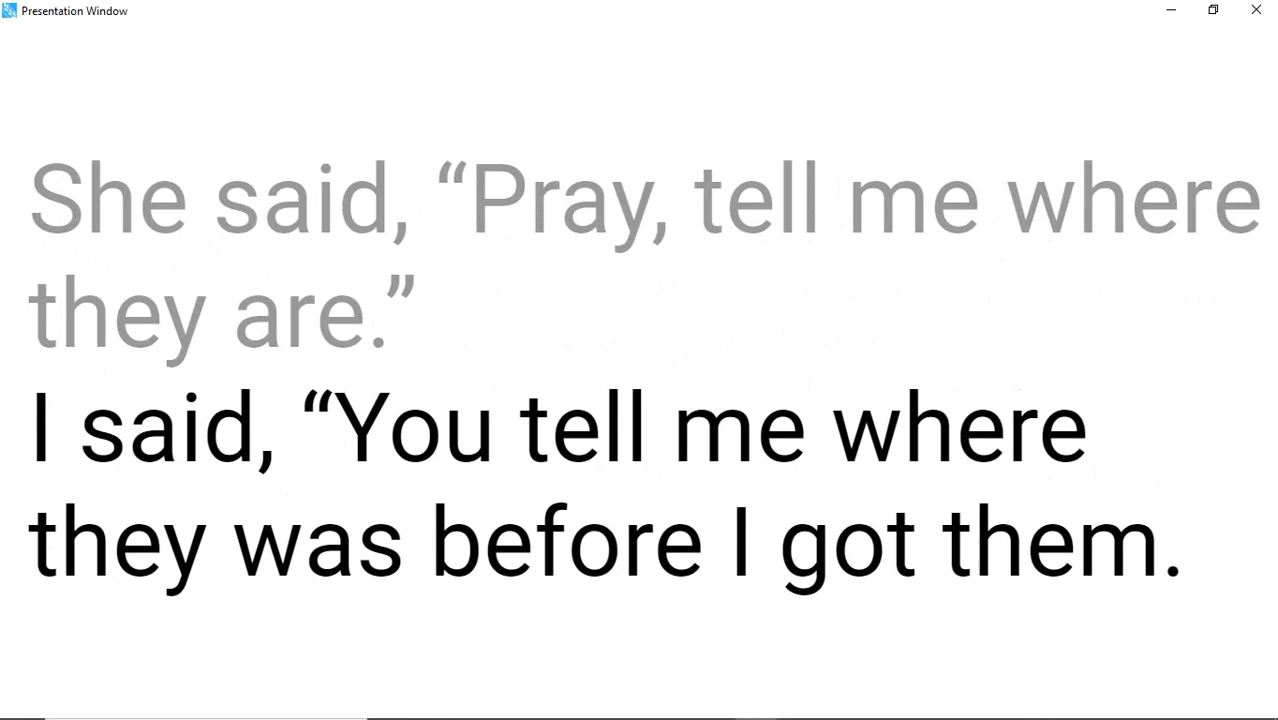 Presentation Window
She said, “Pray, tell me where
they are.”
I said, “You tell me where
they was before I got them.